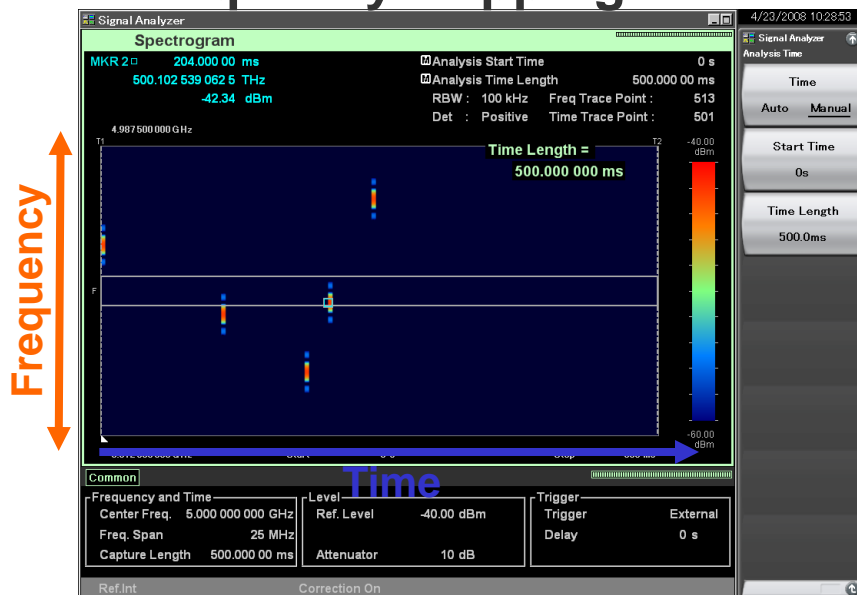 4/23/2008 10:28:53
Signal Analyzer
Spectrogram
MKR 2 204.000 00 ms
500.102 539 062 5 THz
-42.34 dBm
Analysis Start Time 0 s
Analysis Time Length 500.000 00 ms
RBW : 100 kHz Freq Trace Point : 513
Det : Positive Time Trace Point : 501
4.987 500 000 GHz
T1
T2
-40.00
dBm
Time Length =
500.000 000 ms
F
Frequency
-60.00
dBm
Time
Common
Frequency and Time
Center Freq. 5.000 000 000 GHz
Freq. Span 25 MHz
Capture Length 500.000 00 ms
Level
Ref. Level -40.00 dBm
Attenuator 10 dB
Trigger
Trigger External
Delay 0 s
Ref.Int Correction On
Signal Analyzer
Analysis Time
Time
Auto Manual
Start Time
0s
Time Length
500.0ms